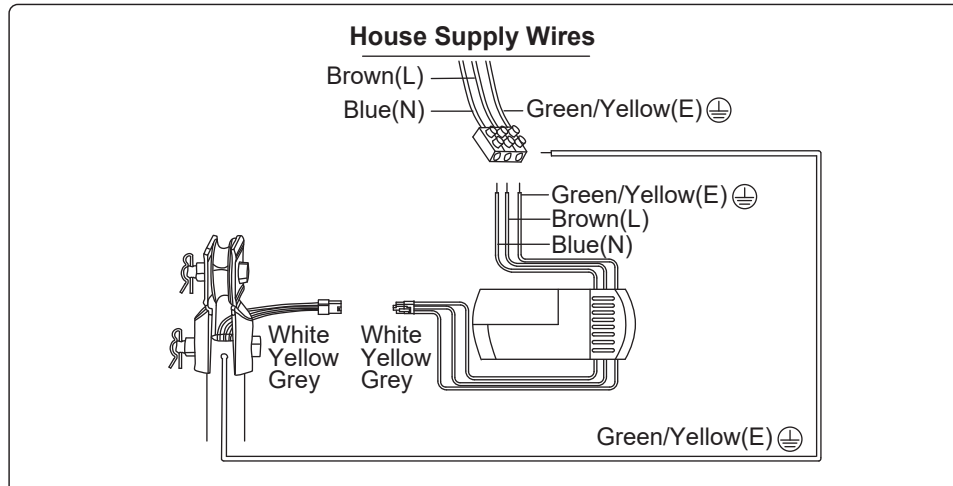 House Supply Wires
Brown(L)
Blue(N)
Green/Yellow(E)
Green/Yellow(E)
Brown(L)
Blue(N)
White
Yellow
Grey
White
Yellow
Grey
Green/Yellow(E)